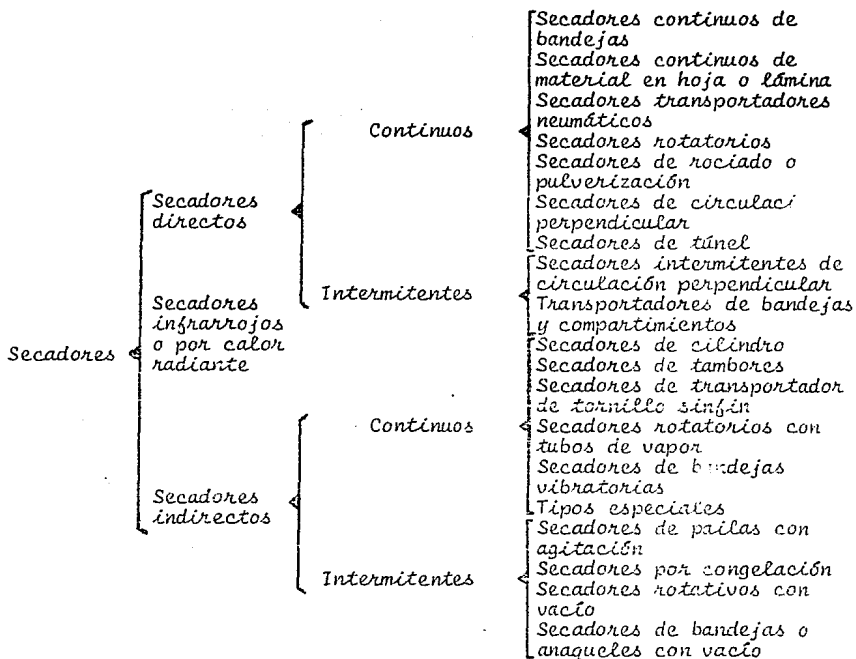 Secadores
Secadores
directos
Continuos
Secadores continuos de
bandejas
Secadores continuos de
material en hoja o lámina
Secadores transportadores
neumáticos
Secadores rotatorios
Secadores de rociado o
pulverización
Secadores de circulaci
perpendicular
Secadores de túnel
Intermitentes
Secadores intermitentes de
circulación perpendicular
Transportadores de bandejas
y compartimientos
Secadores
infrarrojos
o por calor
radiante
Secadores
indirectos
Continuos
Secadores de cilindro
Secadores de tambores
Secadores de transportador
de tornillo sinfín
Secadores rotatorios con
tubos de vapor
Secadores de bandejas
vibratorias
Tipos especiales
Intermitentes
Secadores de pailas con
agitación
Secadores por congelación
Secadores rotativos con
vacío
Secadores de bandejas o
anaqueles con vacío